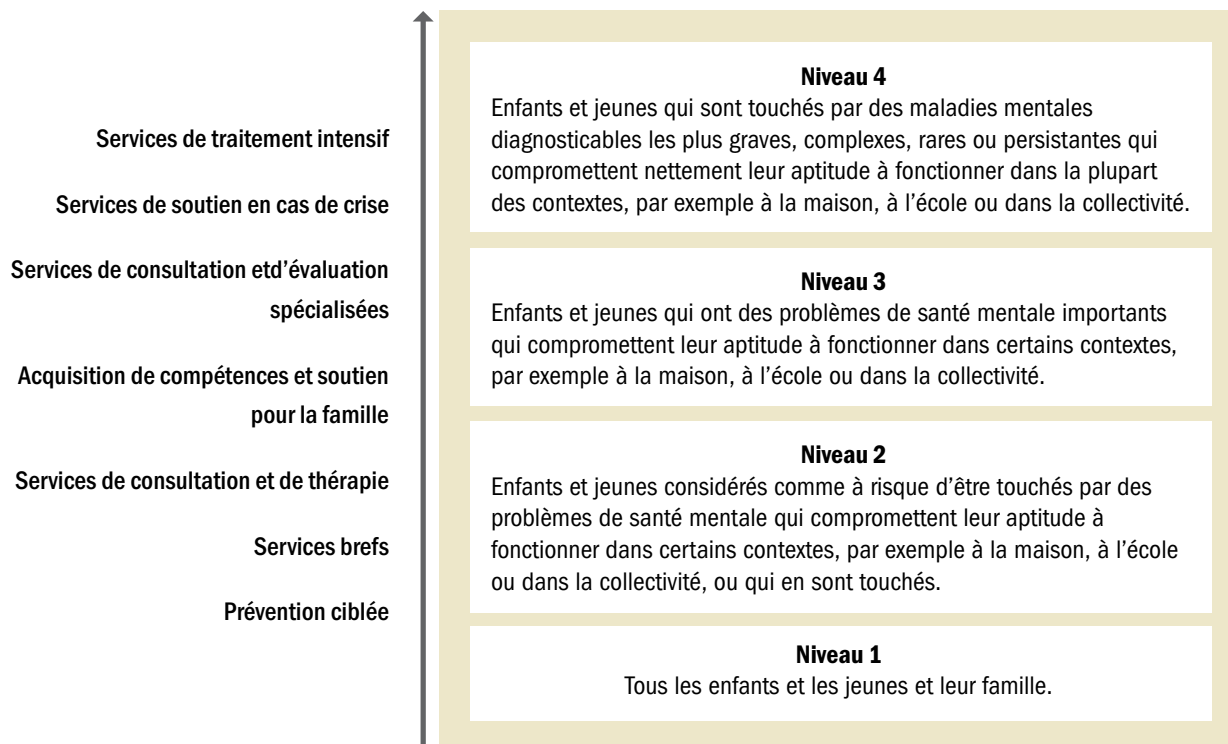 Services de traitement intensif
Services de soutien en cas de crise
Services de consultation etd'évaluation
spécialisées
Acquisition de compétences et soutien
pour la famille
Services de consultation et de thérapie
Services brefs
Prévention ciblée
Niveau 4
Enfants et jeunes qui sont touchés par des maladies mentales
diagnosticables les plus graves, complexes, rares ou persistantes qui
compromettent nettement leur aptitude à fonctionner dans la plupart
des contextes, par exemple à la maison, à l'école ou dans la collectivité.
Niveau 3
Enfants et jeunes qui ont des problèmes de santé mentale importants
qui compromettent leur aptitude à fonctionner dans certains contextes,
par exemple à la maison, à l'école ou dans la collectivité.
Niveau 2
Enfants et jeunes considérés comme à risque d'être touchés par des
problèmes de santé mentale qui compromettent leur aptitude à
fonctionner dans certains contextes, par exemple à la maison, à l'école
ou dans la collectivité, ou qui en sont touchés.
Niveau 1
Tous les enfants et les jeunes et leur famille.